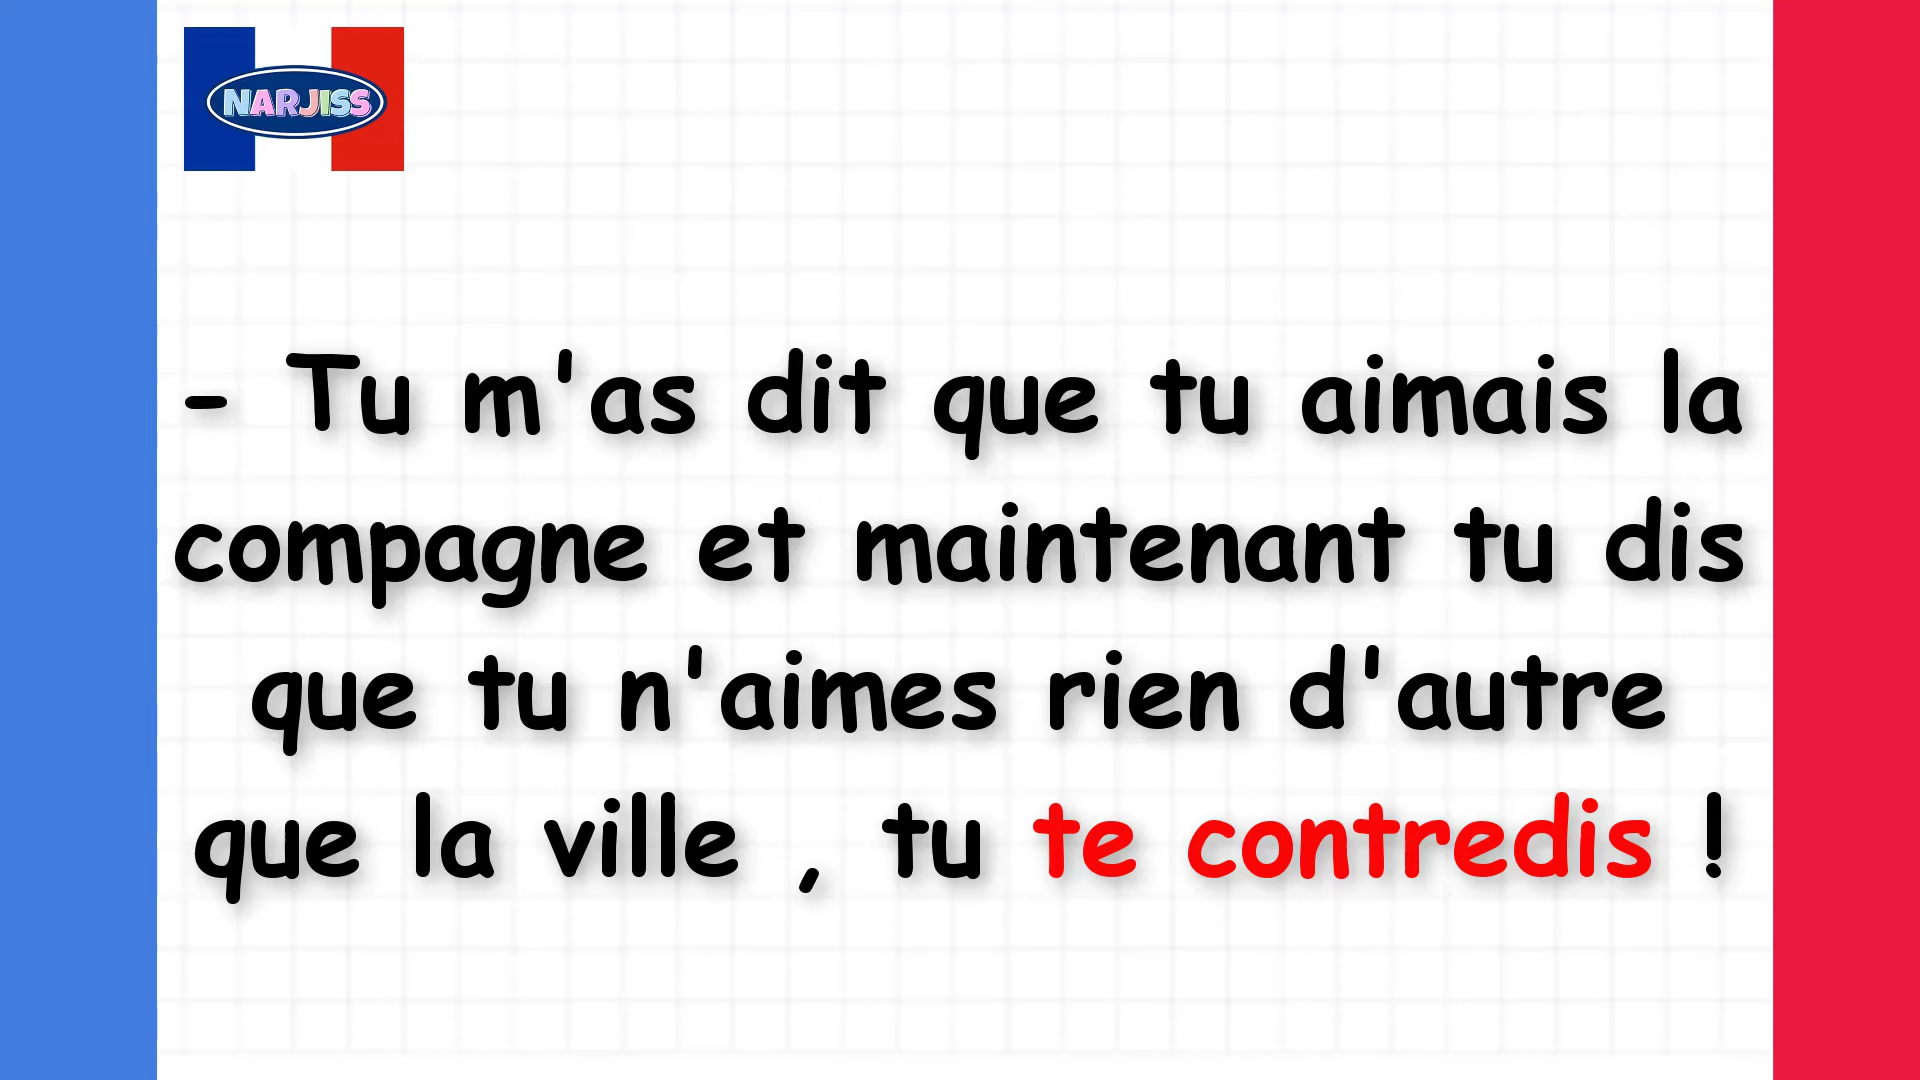 NARJISS
- Tu m'as dit que tu aimais la
compagne et maintenant tu dis
que tu n'aimes rien d'autre
que la ville , tu te contredis !